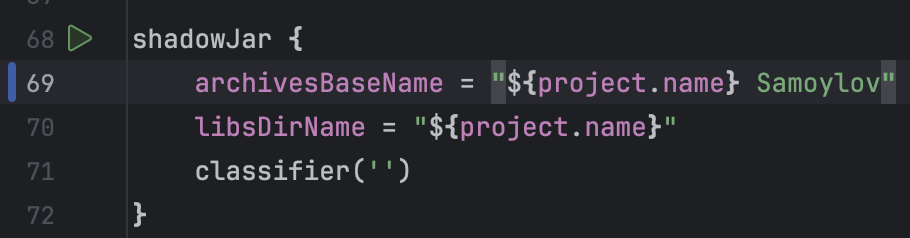 68 shadowJar {
69 archivesBaseName = "${project.name} Samoylov"
70 libsDirName = "${project.name}"
71 classifier('')
72 }